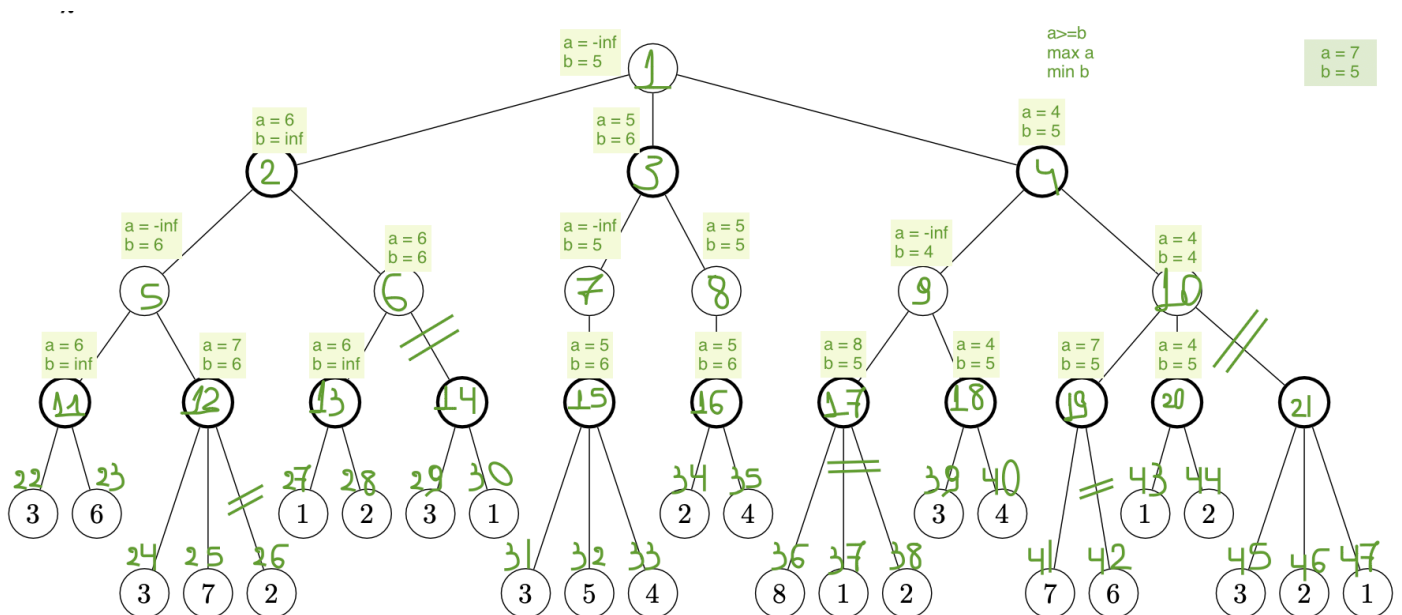 a = -inf
b = 5
1
a>=b
max a
min b
a = 7
b = 5
a = 6
b = inf
2
a = 5
b = 6
3
a = 4
b = 5
4
a = -inf
b = 6
5
a = 6
b = 6
6
a = -inf
b = 5
7
a = 5
b = 5
8
a = -inf
b = 4
9
a = 4
b = 4
10
a = 6
b = inf
11
a = 7
b = 6
12
a = 6
b = inf
13
14
a = 5
b = 6
15
a = 5
b = 6
16
a = 8
b = 5
17
a = 4
b = 5
18
a = 7
b = 5
19
a = 4
b = 5
20
21
22 23 27 28 29 30 34 35 39 40 43 44
3 6 1 2 3 1 2 4 3 4 1 2
24 25 26 31 32 33 36 37 38 41 42 45 46 47
3 7 2 3 5 4 8 1 2 7 6 3 2 1